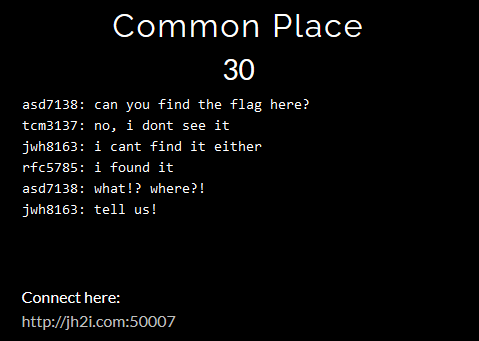 Common Place
30
asd7138: can you find the flag here?
tcm3137: no, i dont see it
jwh8163: i cant find it either
rfc5785: i found it
asd7138: what!? where?!
jwh8163: tell us!
Connect here:
http://jh2i.com:50007